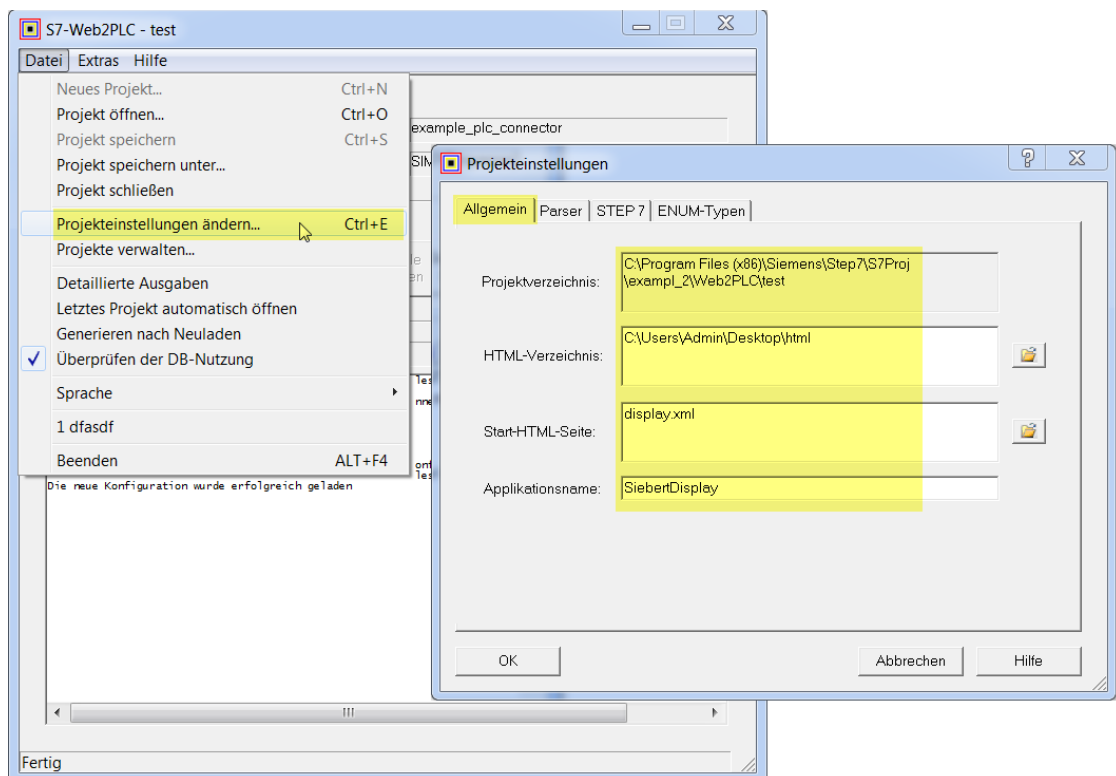 S7-Web2PLC - test
Datei Extras Hilfe
Neues Projekt... Ctrl+N
Projekt öffnen... Ctrl+O
Projekt speichern Ctrl+S
Projekt speichern unter...
Projekt schließen
Projekteinstellungen ändern... Ctrl+E
Projekte verwalten...
Detaillierte Ausgaben
Letztes Projekt automatisch öffnen
Generieren nach Neuladen
Überprüfen der DB-Nutzung
Sprache
1 dfasdf
Beenden ALT+F4
example_plc_connector
SIM
Die neue Konfiguration wurde erfolgreich geladen
Fertig
Projekteinstellungen
Allgemein Parser STEP 7 ENUM-Typen
Projektverzeichnis:
C:\Program Files (x86)\Siemens\Step7\S7Proj
\exampl_2\Web2PLC\test
HTML-Verzeichnis:
C:\Users\Admin\Desktop\html
Start-HTML-Seite:
display.xml
Applikationsname:
SiebertDisplay
OK Abbrechen Hilfe